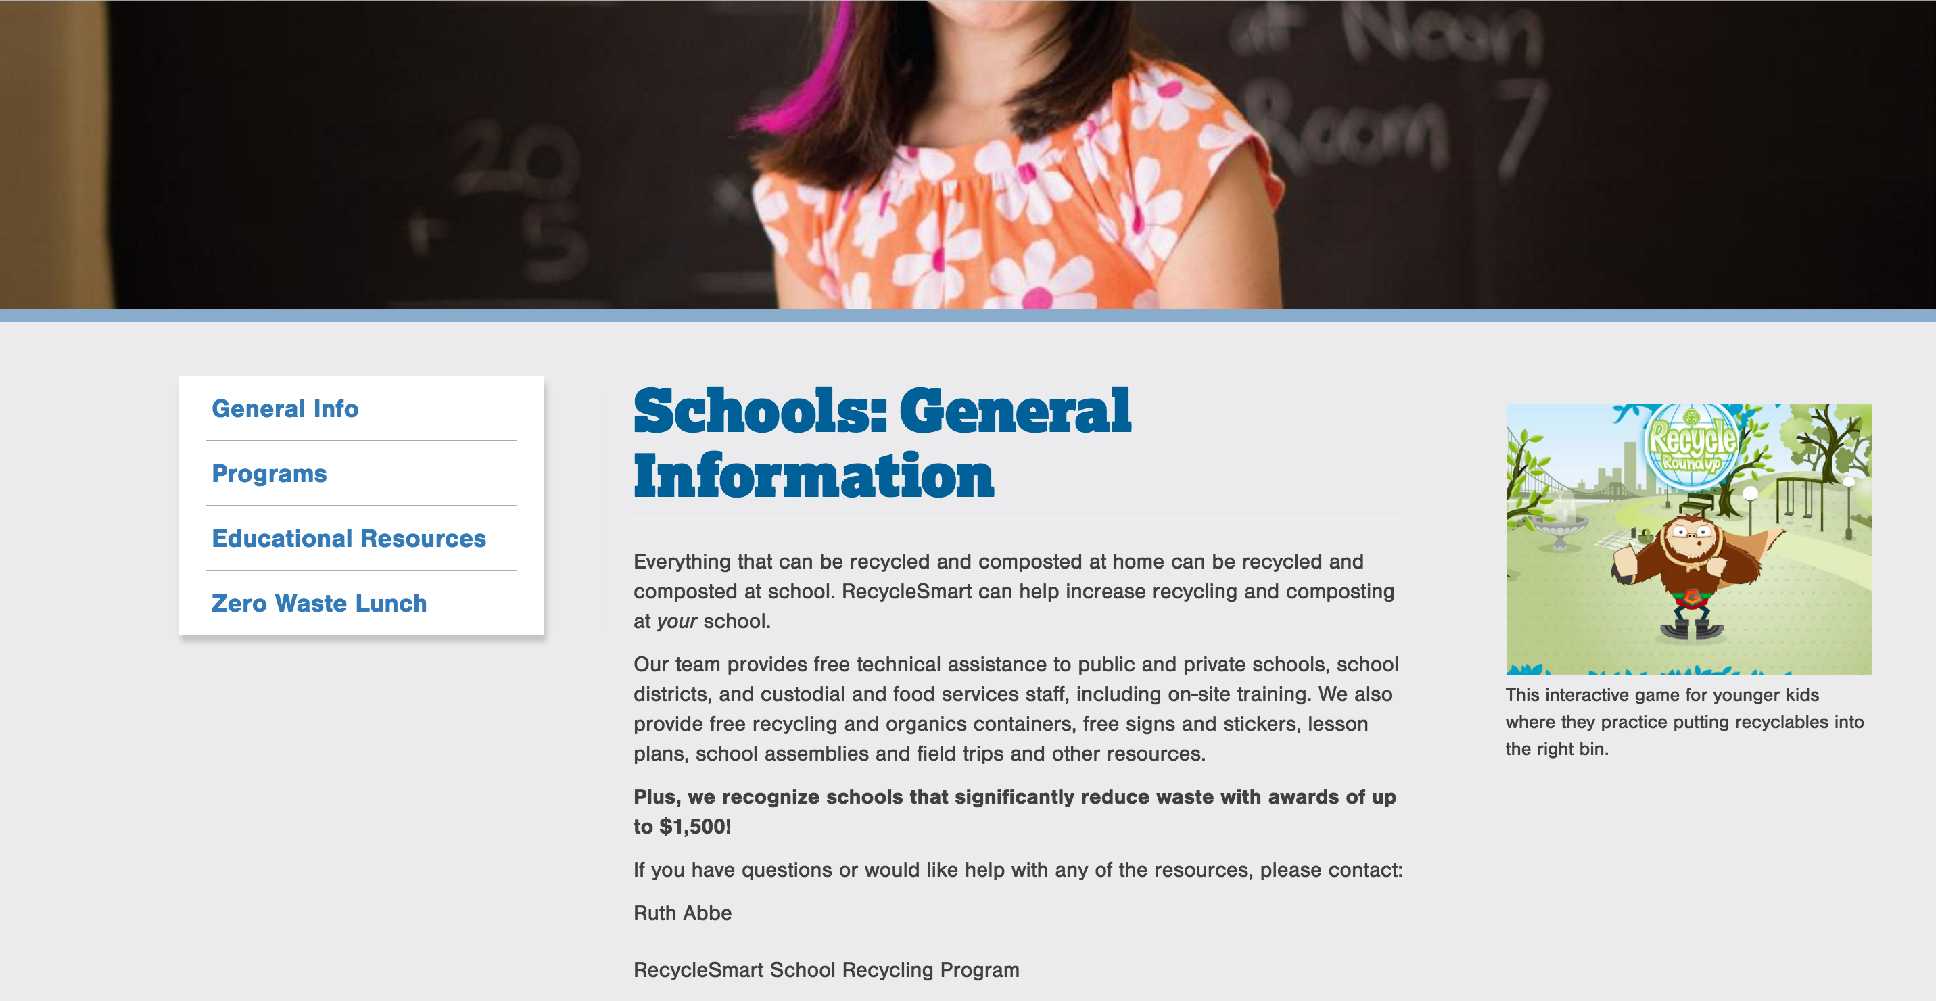 at Noon
Room 7
20
+ 5
General Info
Programs
Educational Resources
Zero Waste Lunch
Schools: General
Information
Everything that can be recycled and composted at home can be recycled and
composted at school. RecycleSmart can help increase recycling and composting
at your school.
Our team provides free technical assistance to public and private schools, school
districts, and custodial and food services staff, including on-site training. We also
provide free recycling and organics containers, free signs and stickers, lesson
plans, school assemblies and field trips and other resources.
Plus, we recognize schools that significantly reduce waste with awards of up
to $1,500!
If you have questions or would like help with any of the resources, please contact:
Ruth Abbe
RecycleSmart School Recycling Program
Recycle
Roundup
This interactive game for younger kids
where they practice putting recyclables into
the right bin.